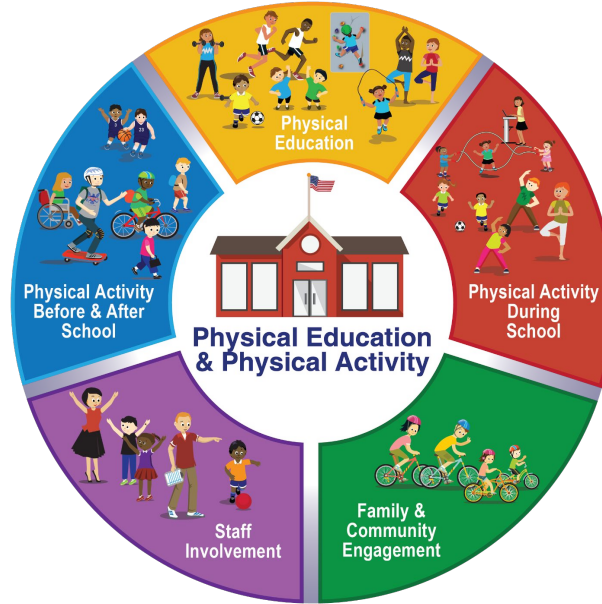 Physical
Education
Physical Activity
Before & After
School
Physical Activity
During
School
Physical Education
& Physical Activity
Staff
Involvement
Family &
Community
Engagement